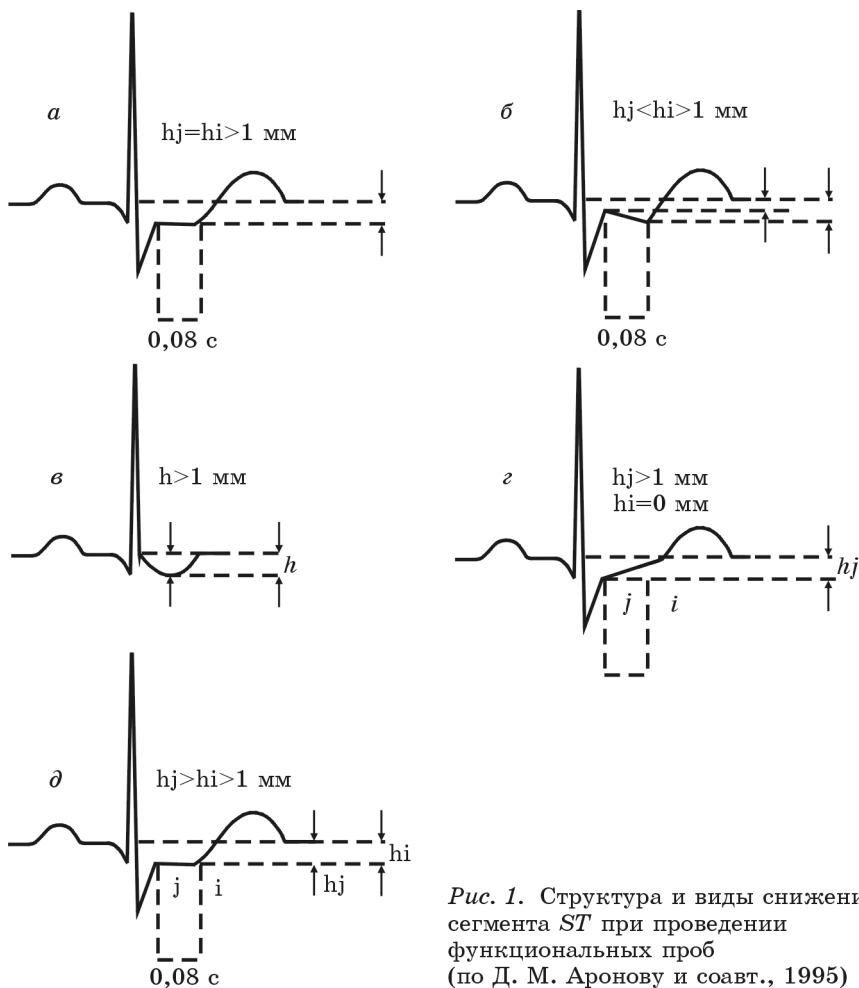 а
hj=hi>1 мм
0,08 с
б
hj<hi>1 мм
0,08 с
в
h>1 мм
h
г
hj>1 мм
hi=0 мм
hj
j i
д
hj>hi>1 мм
hi
j i hj
0,08 с
Рис. 1. Структура и виды снижени
сегмента ST при проведении
функциональных проб
(по Д. М. Аронову и соавт., 1995)